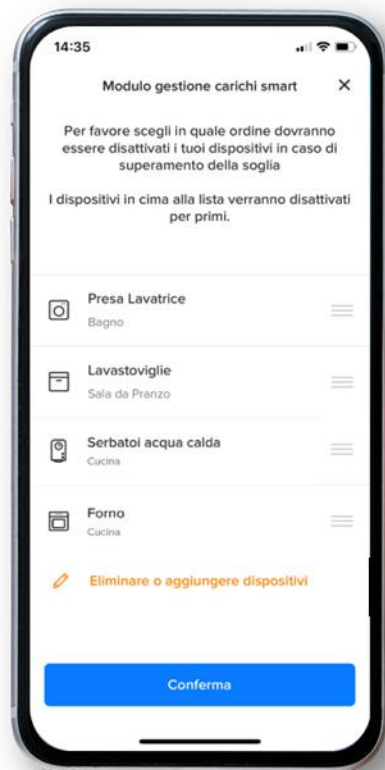 14:35
Modulo gestione carichi smart
Per favore scegli in quale ordine dovranno
essere disattivati i tuoi dispositivi in caso di
superamento della soglia
I dispositivi in cima alla lista verranno disattivati
per primi.
Presa Lavatrice
Bagno
Lavastoviglie
Sala da Pranzo
Serbatoi acqua calda
Cucina
Forno
Cucina
Eliminare o aggiungere dispositivi
Conferma